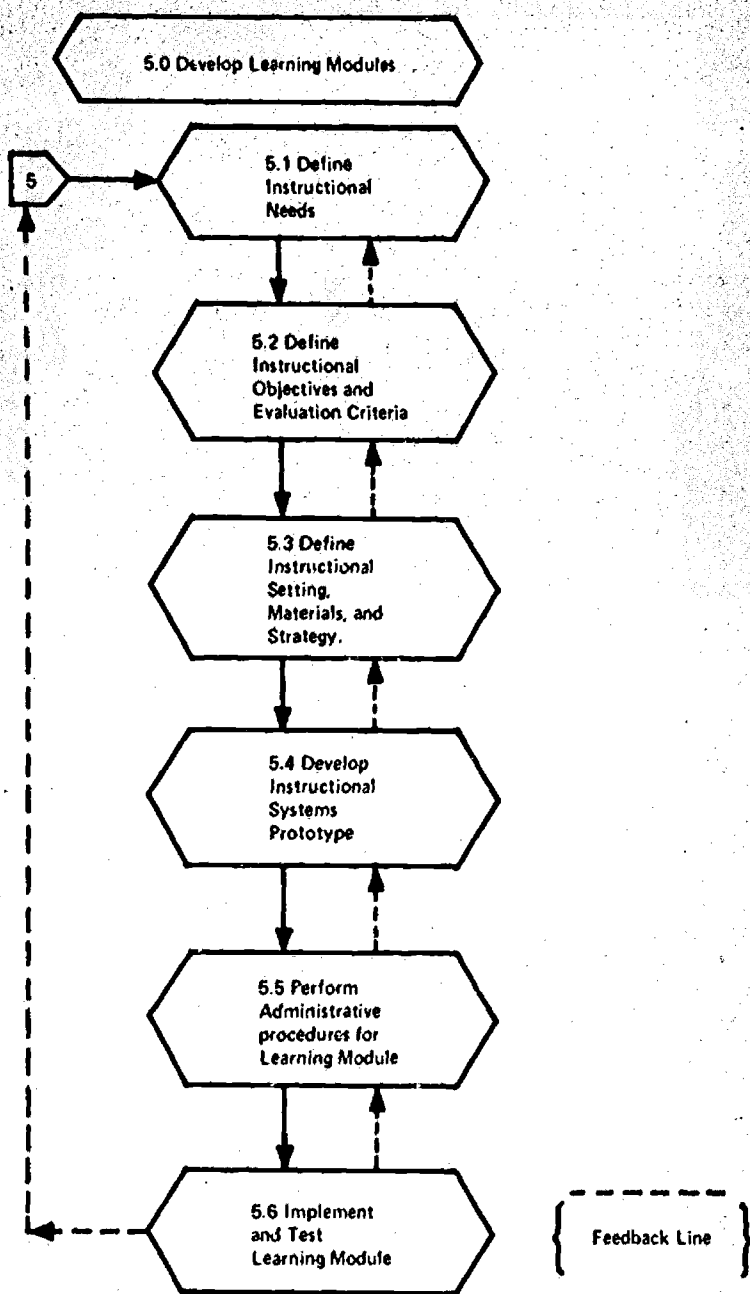 5.0 Develop Learning Modules
5
5.1 Define
Instructional
Needs
5.2 Define
Instructional
Objectives and
Evaluation Criteria
5.3 Define
Instructional
Setting,
Materials, and
Strategy.
5.4 Develop
Instructional
Systems
Prototype
5.5 Perform
Administrative
procedures for
Learning Module
5.6 Implement
and Test
Learning Module
Feedback Line